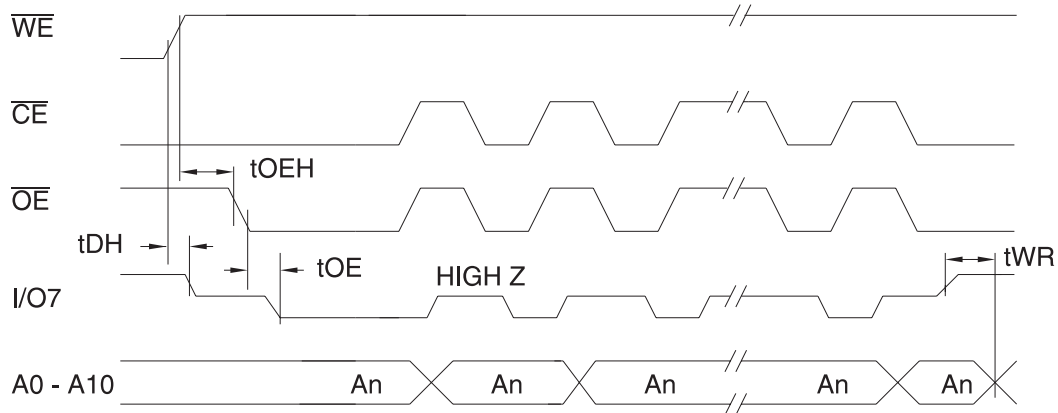 WE
CE
tOEH
OE
tDH
tOE
HIGH Z
tWR
I/O7
A0 - A10
An An An An An